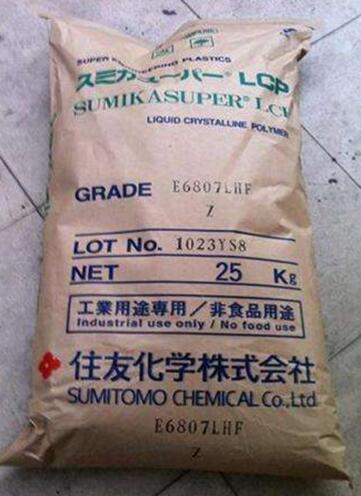 SUPER ENGINEERING PLASTICS
スミカスーパー® LCP
SUMIKASUPER® LCP
LIQUID CRYSTALLINE POLYMER
GRADE E6807LHF
Z
LOT No. 1023YS8
NET 25 Kg
工業用途専用/非食品用途
Industrial use only / No food use
住友化学株式会社
SUMITOMO CHEMICAL Co.,Ltd
E6807LHF
Z